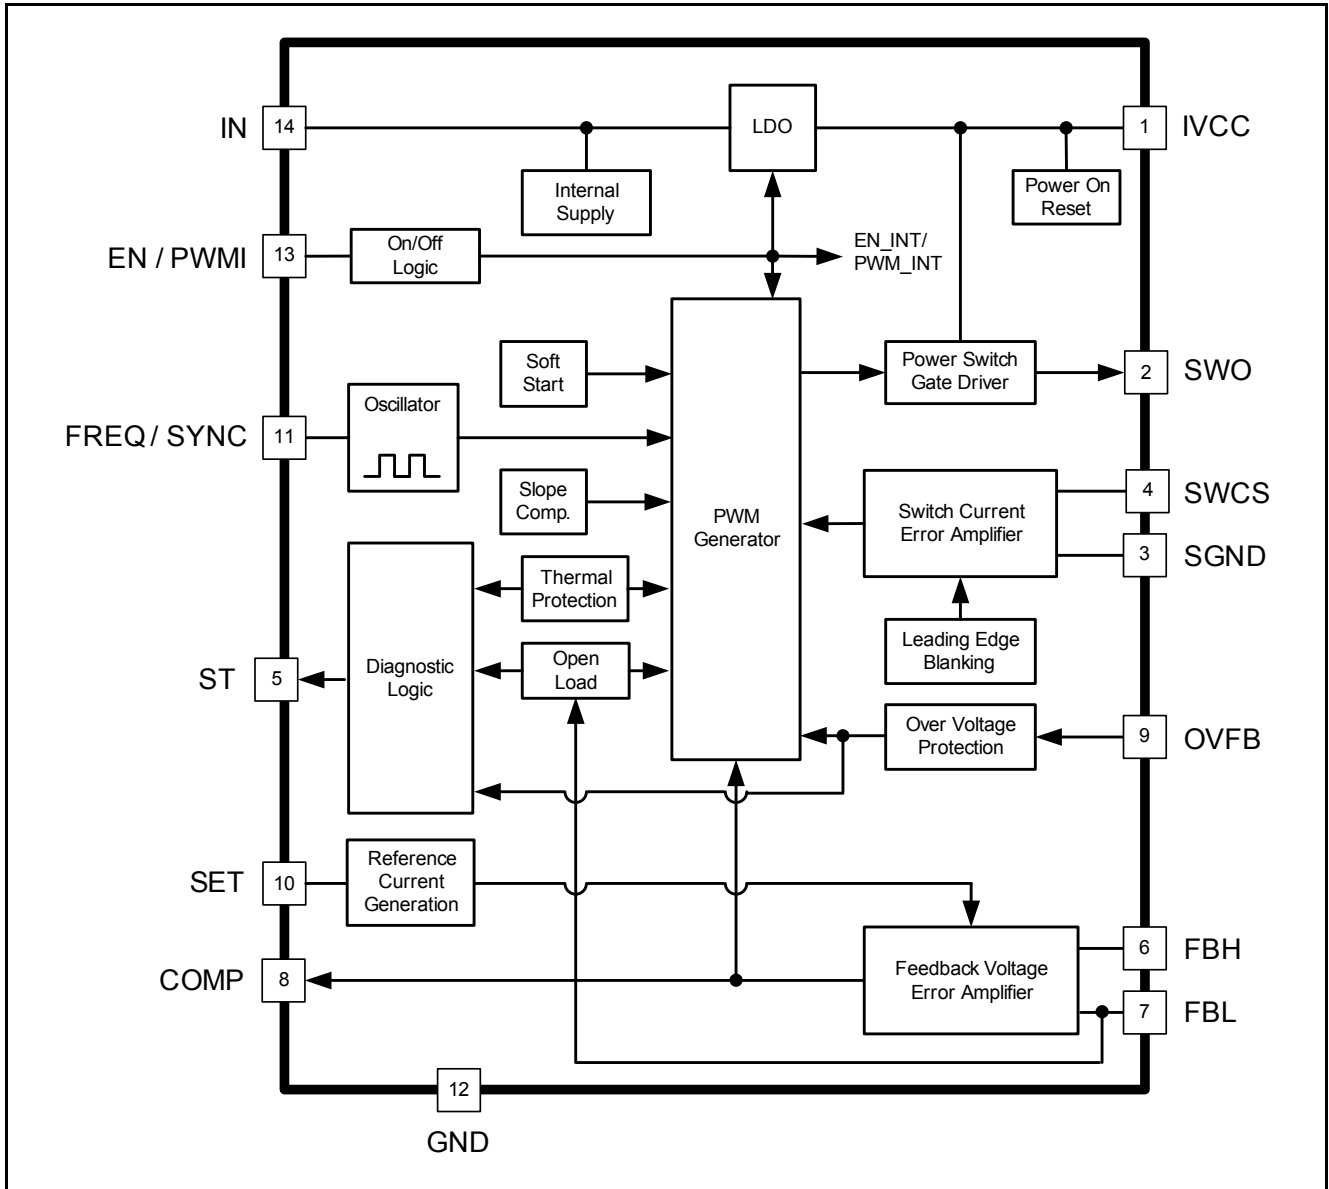 IN
14
LDO
1
IVCC
Internal
Supply
Power On
Reset
EN / PWMI
13
On/Off
Logic
EN_INT/
PWM_INT
Soft
Start
Power Switch
Gate Driver
2
SWO
FREQ / SYNC
11
Oscillator
Slope
Comp.
PWM
Generator
Switch Current
Error Amplifier
4
SWCS
3
SGND
Thermal
Protection
Leading Edge
Blanking
ST
5
Diagnostic
Logic
Open
Load
Over Voltage
Protection
9
OVFB
SET
10
Reference
Current
Generation
COMP
8
Feedback Voltage
Error Amplifier
6
FBH
7
FBL
12
GND